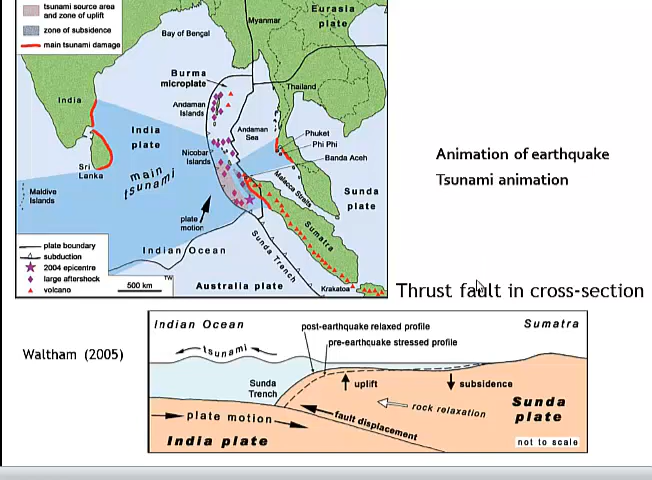 tsunami source area
and zone of uplift
zone of subsidence
main tsunami damage
Eurasia
plate
Myanmar
Bay of Bengal
Burma
microplate
Thailand
India
Andaman
Islands
India
plate
Andaman
Sea
Phuket
Phi Phi
Banda Aceh
Nicobar
Islands
Sri
Lanka
main
tsunami
Malacca Straits
Maldive
Islands
Sunda
plate
plate
motion
Sumatra
Indian Ocean
Sunda Trench
plate boundary
subduction
2004 epicentre
large aftershock
volcano
TW
500 km
Australia plate
Krakatoa
Animation of earthquake
Tsunami animation
Thrust fault in cross-section
Waltham (2005)
Indian Ocean
post-earthquake relaxed profile
Sumatra
pre-earthquake stressed profile
tsunami
Sunda
Trench
uplift
subsidence
rock relaxation
Sunda
plate
plate motion
fault displacement
India plate
not to scale